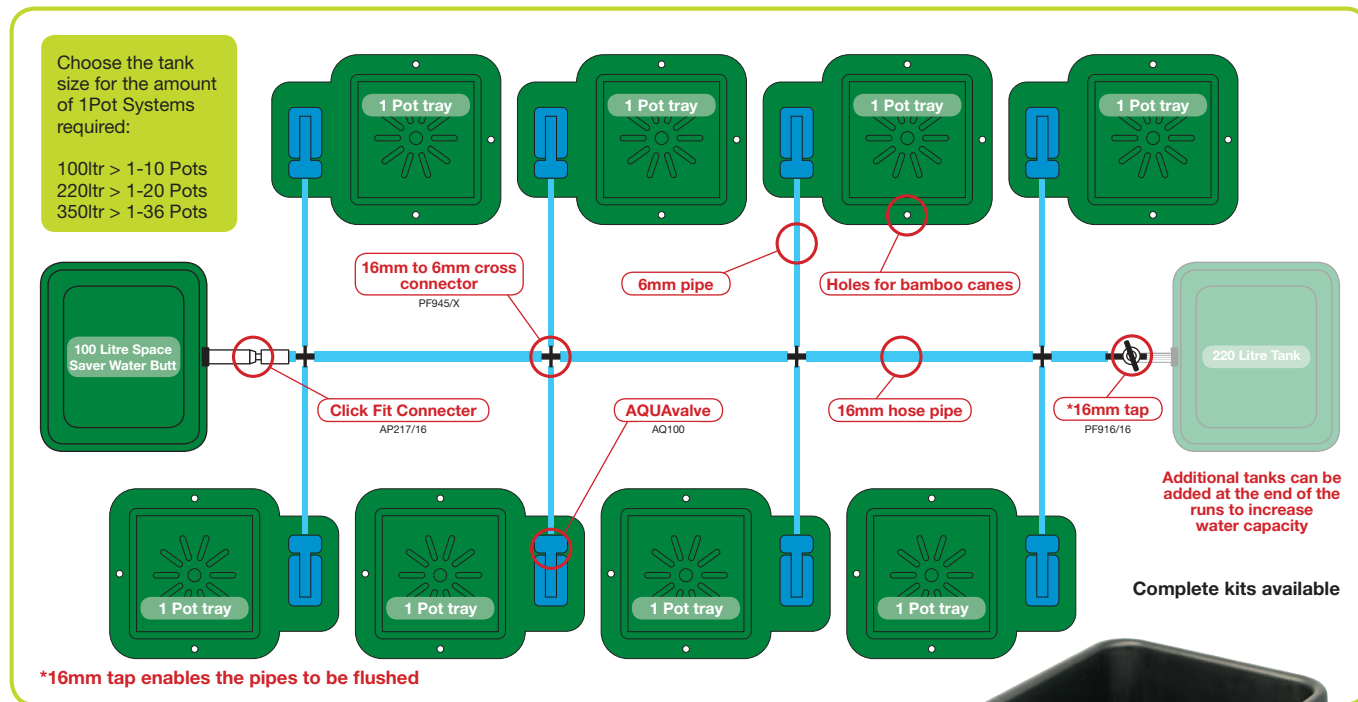 Choose the tank
size for the amount
of 1Pot Systems
required:
100ltr > 1-10 Pots
220ltr > 1-20 Pots
350ltr > 1-36 Pots
1 Pot tray
1 Pot tray
1 Pot tray
1 Pot tray
16mm to 6mm cross
connector
PF945/X
6mm pipe
Holes for bamboo canes
100 Litre Space
Saver Water Butt
220 Litre Tank
Click Fit Connecter
AP217/16
AQUAvalve
AQ100
16mm hose pipe
*16mm tap
PF916/16
Additional tanks can be
added at the end of the
runs to increase
water capacity
Complete kits available
1 Pot tray
1 Pot tray
1 Pot tray
1 Pot tray
*16mm tap enables the pipes to be flushed